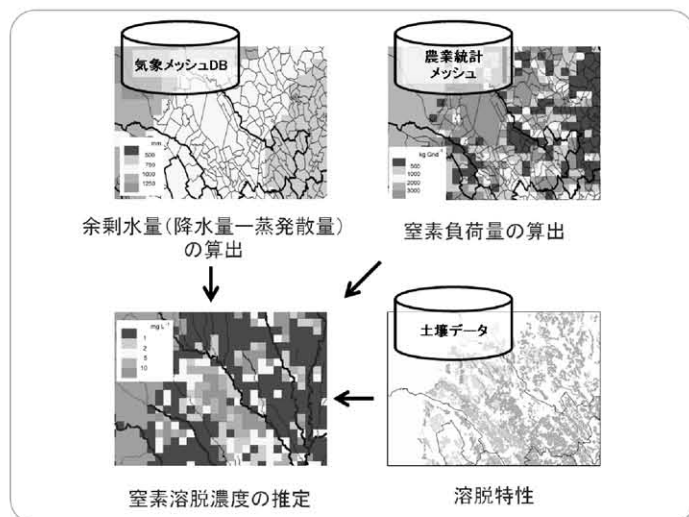 気象メッシュDB
mm
500
750
1000
1250
余剰水量(降水量ー蒸発散量)
の算出
農業統計
メッシュ
kg Grid⁻¹
500
1000
2000
3000
窒素負荷量の算出
mg L⁻¹
1
2
5
10
窒素溶脱濃度の推定
土壌データ
溶脱特性